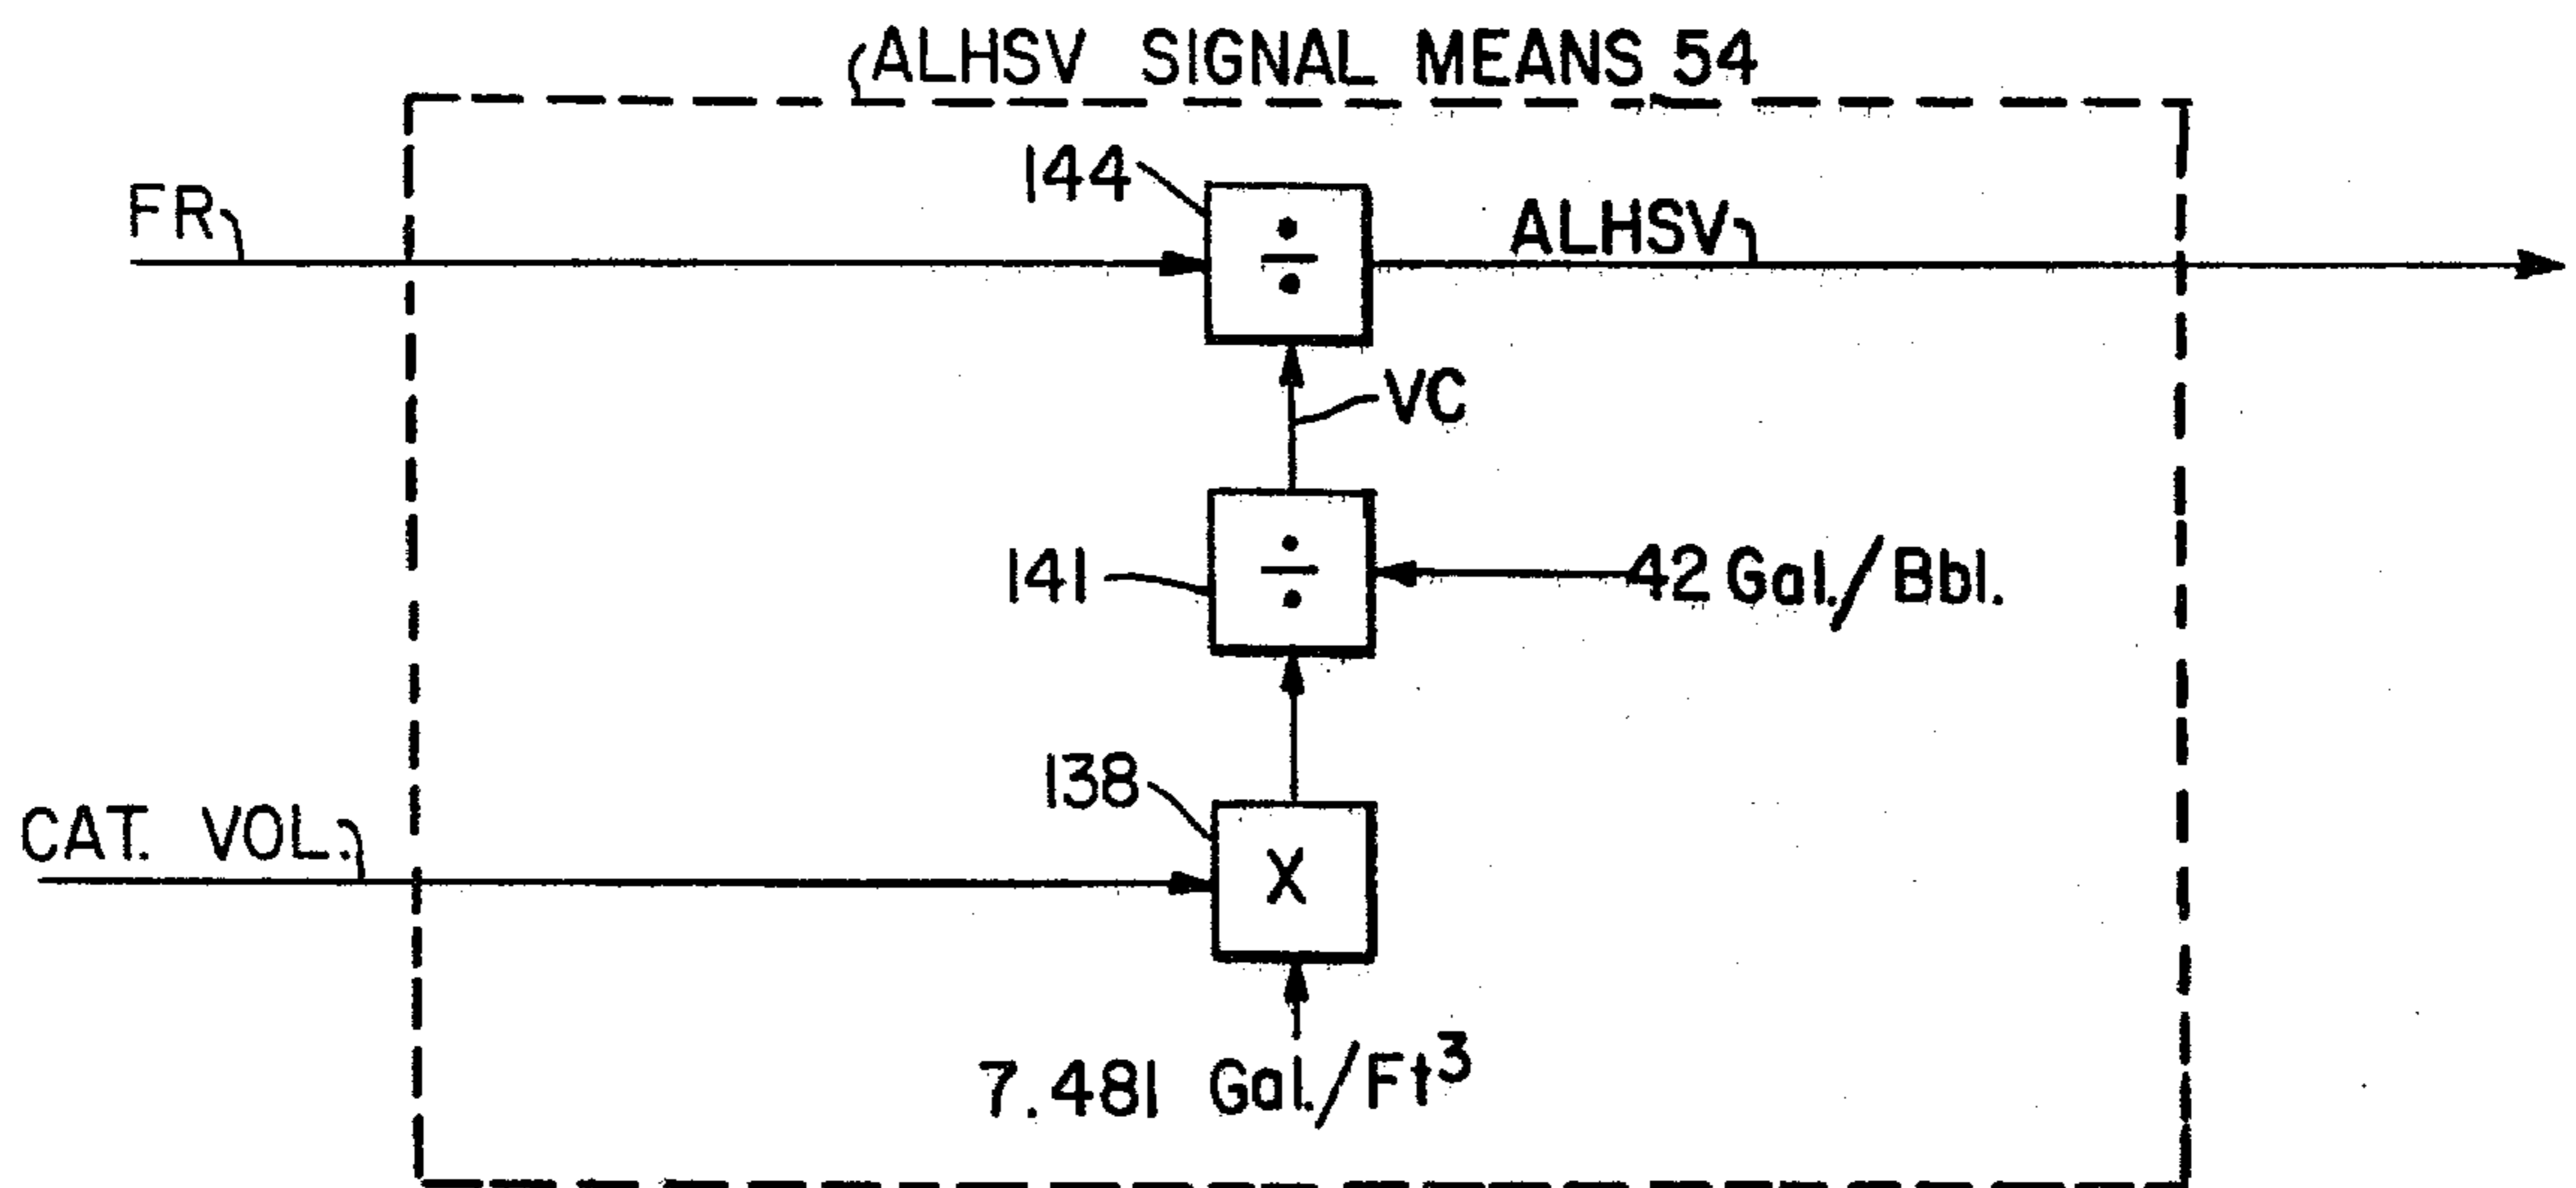 ALHSV SIGNAL MEANS 54
144
FR
ALHSV
VC
141
÷
42 Gal./Bbl.
÷
138
CAT. VOL.
X
7.481 Gal./Ft³